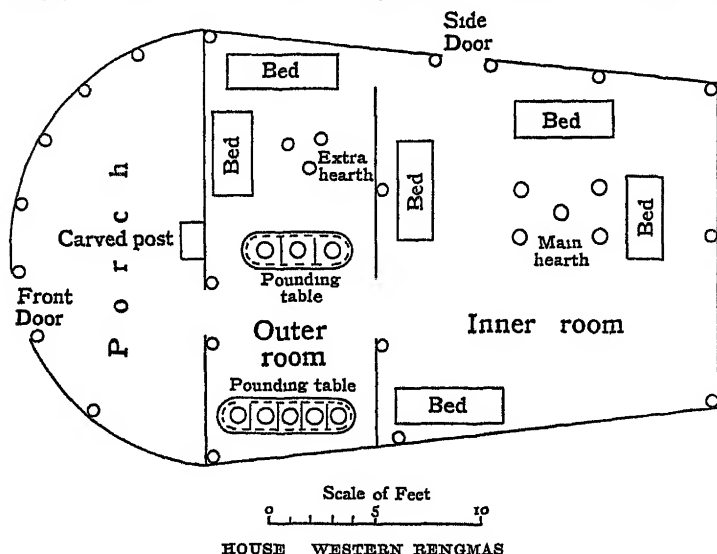 Side
Door
Bed
Bed
Extra
hearth
Bed
Bed
Bed
Main
hearth
Porch
Carved post
Pounding
table
Front
Door
Outer
room
Inner room
Pounding table
Bed
Scale of Feet
0 5 10
HOUSE WESTERN RENGMAS